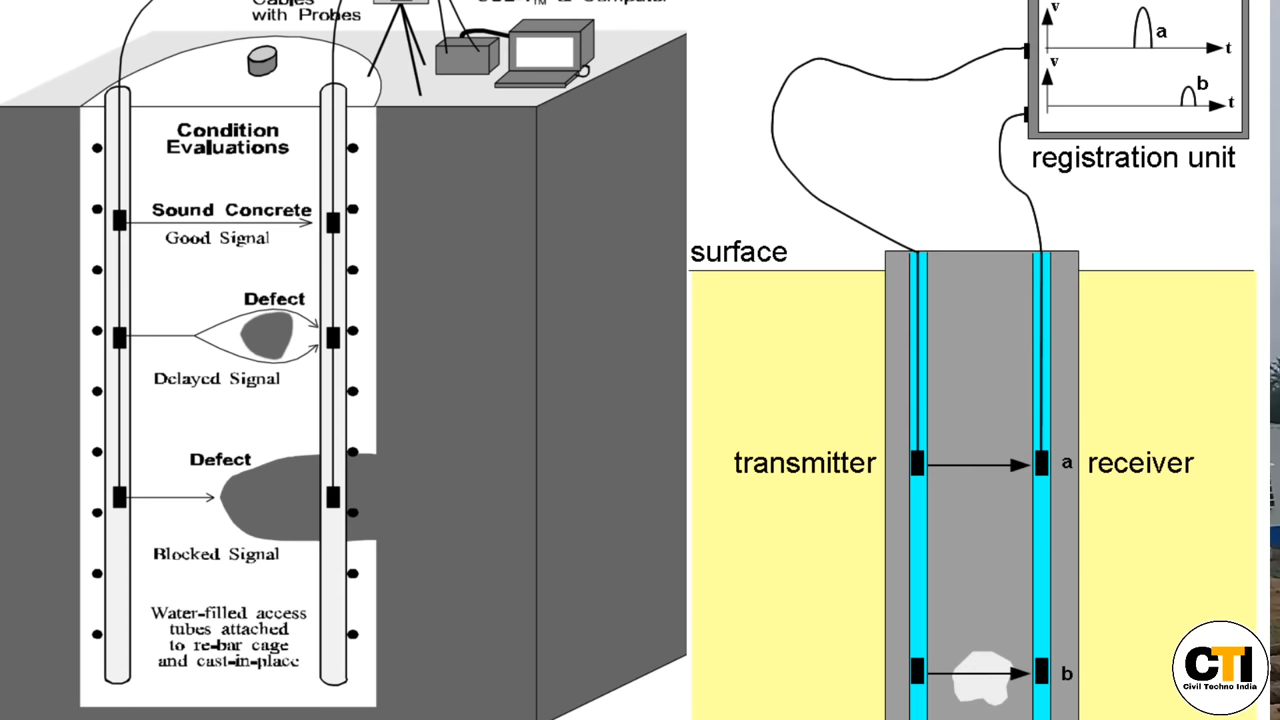 with Probes
Condition
Evaluations
Sound Concrete
Good Signal
Defect
Delayed Signal
Defect
Blocked Signal
Water-filled access
tubes attached
to re-bar cage
and cast-in-place
v
a
t
v
b
t
registration unit
surface
transmitter
a
receiver
b
CTI
Civil Techno India